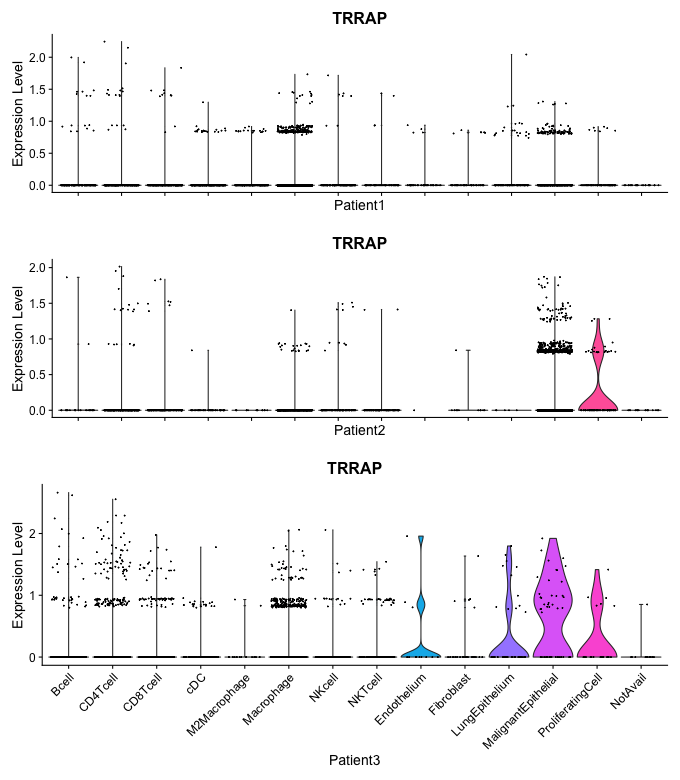 TRRAP
Expression Level
2.0
1.5
1.0
0.5
0.0
Patient1
TRRAP
Expression Level
2.0
1.5
1.0
0.5
0.0
Patient2
TRRAP
Expression Level
2
1
0
Bcell
CD4Tcell
CD8Tcell
cDC
M2Macrophage
Macrophage
NKcell
NKTcell
Endothelium
Fibroblast
LungEpithelium
MalignantEpithelial
ProliferatingCell
NotAvail
Patient3